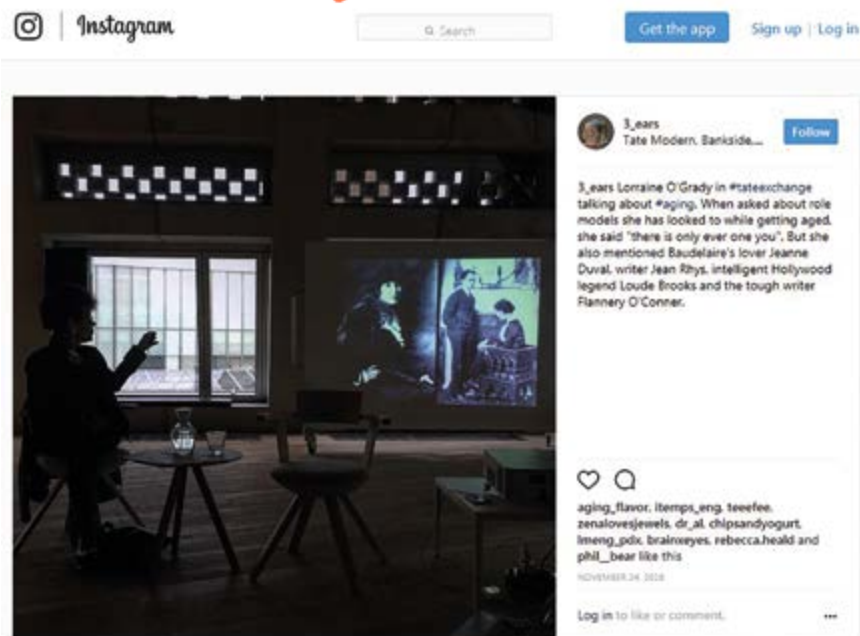 Instagram
Search
Get the app
Sign up | Log in
3_ears
Tate Modern, Bankside,...
Follow
3_ears Lorraine O'Grady in #tateexchange
talking about #aging. When asked about role
models she has looked to while getting aged,
she said "there is only ever one you". But she
also mentioned Baudelaire's lover Jeanne
Duval, writer Jean Rhys, intelligent Hollywood
legend Loude Brooks and the tough writer
Flannery O'Conner.
aging_flavor, itemps_eng, teeefee,
zenalovesjewels, dr_al, chipsandyogurt,
lmeng_pdx, brainxeyes, rebecca.heald and
phil__bear like this
NOVEMBER 24,
Log in to like or comment.